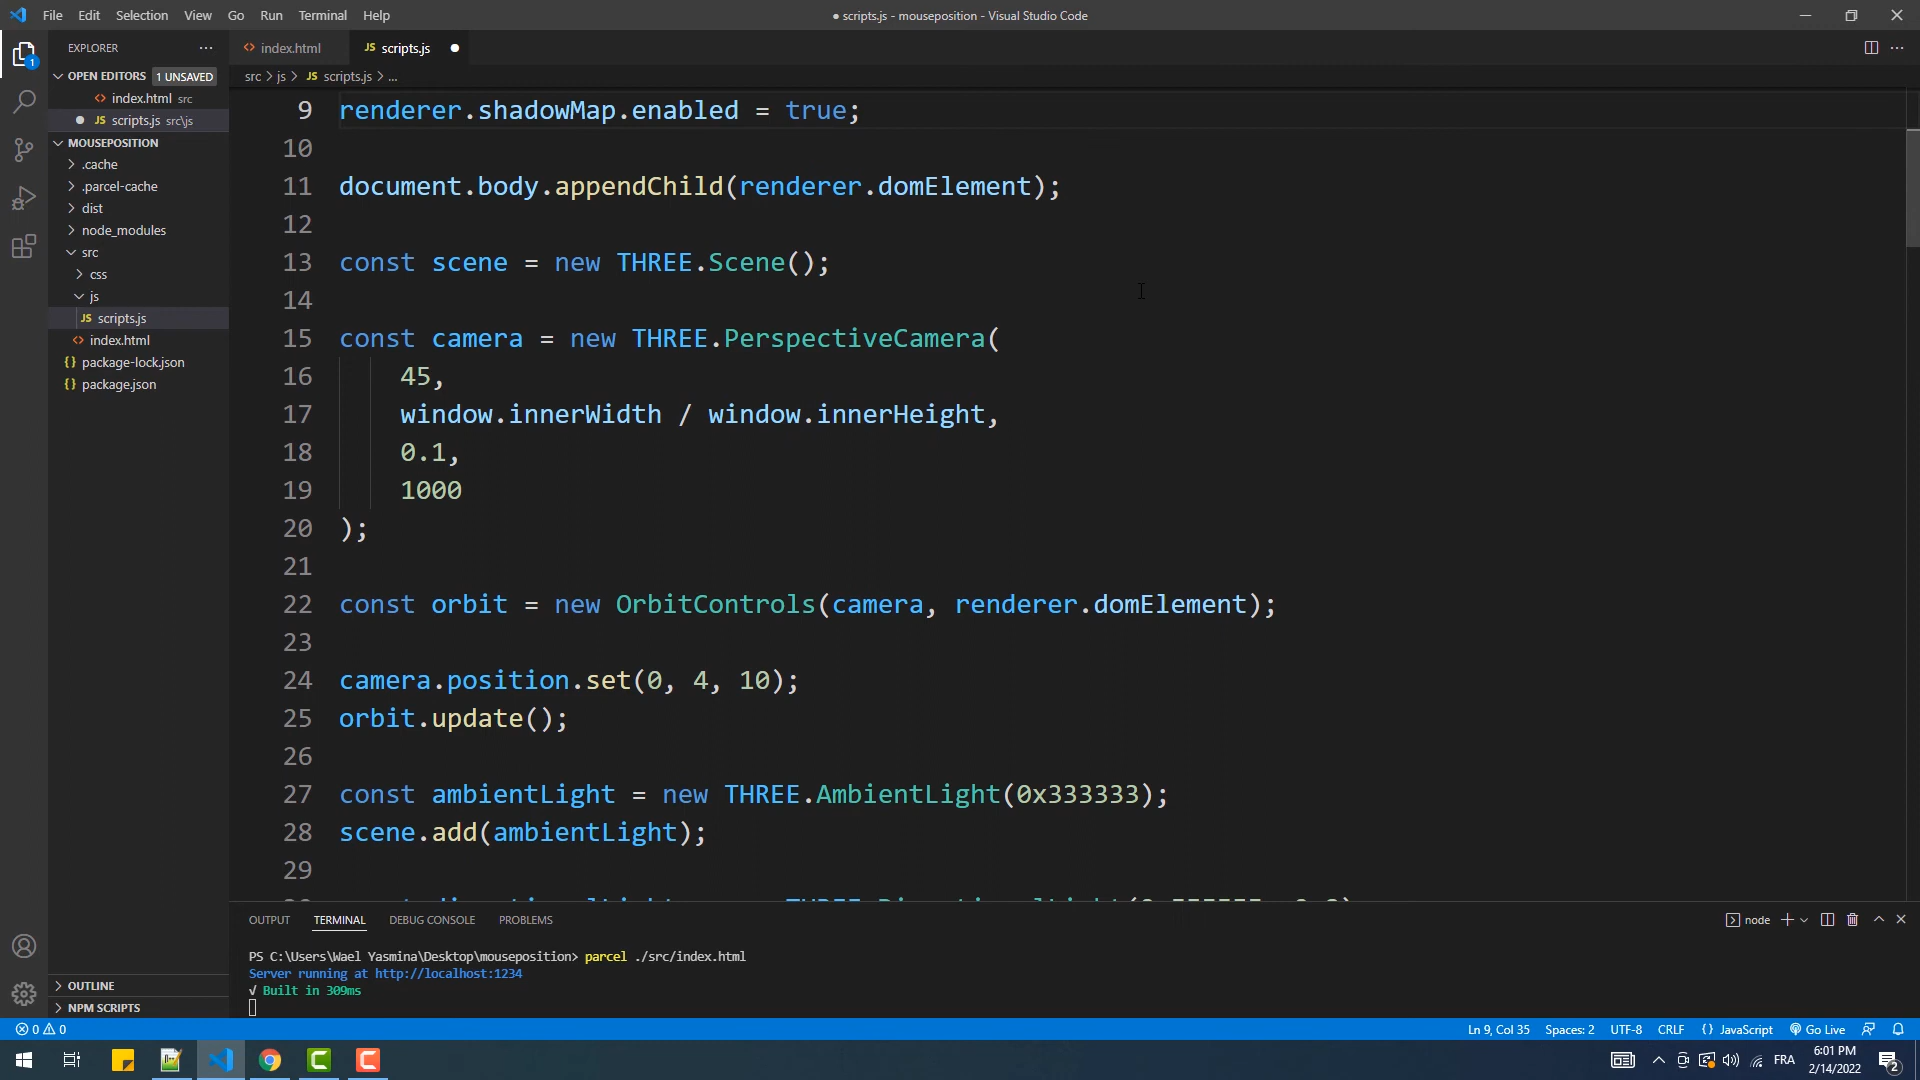 File Edit Selection View Go Run Terminal Help
● scripts.js - mouseposition - Visual Studio Code
EXPLORER
index.html
JS scripts.js
OPEN EDITORS 1 UNSAVED
src > js > JS scripts.js > ...
index.html src
JS scripts.js src\js
MOUSEPOSITION
.cache
.parcel-cache
dist
node_modules
src
css
js
JS scripts.js
index.html
{} package-lock.json
{} package.json
OUTLINE
NPM SCRIPTS
1
9 renderer.shadowMap.enabled = true;
10
11 document.body.appendChild(renderer.domElement);
12
13 const scene = new THREE.Scene();
14
15 const camera = new THREE.PerspectiveCamera(
16 45,
17 window.innerWidth / window.innerHeight,
18 0.1,
19 1000
20 );
21
22 const orbit = new OrbitControls(camera, renderer.domElement);
23
24 camera.position.set(0, 4, 10);
25 orbit.update();
26
27 const ambientLight = new THREE.AmbientLight(0x333333);
28 scene.add(ambientLight);
29
OUTPUT TERMINAL DEBUG CONSOLE PROBLEMS
node
PS C:\Users\Wael Yasmina\Desktop\mouseposition> parcel ./src/index.html
Server running at http://localhost:1234
√ Built in 309ms
0 0
Ln 9, Col 35 Spaces: 2 UTF-8 CRLF {} JavaScript Go Live
FRA
6:01 PM
2/14/2022
2